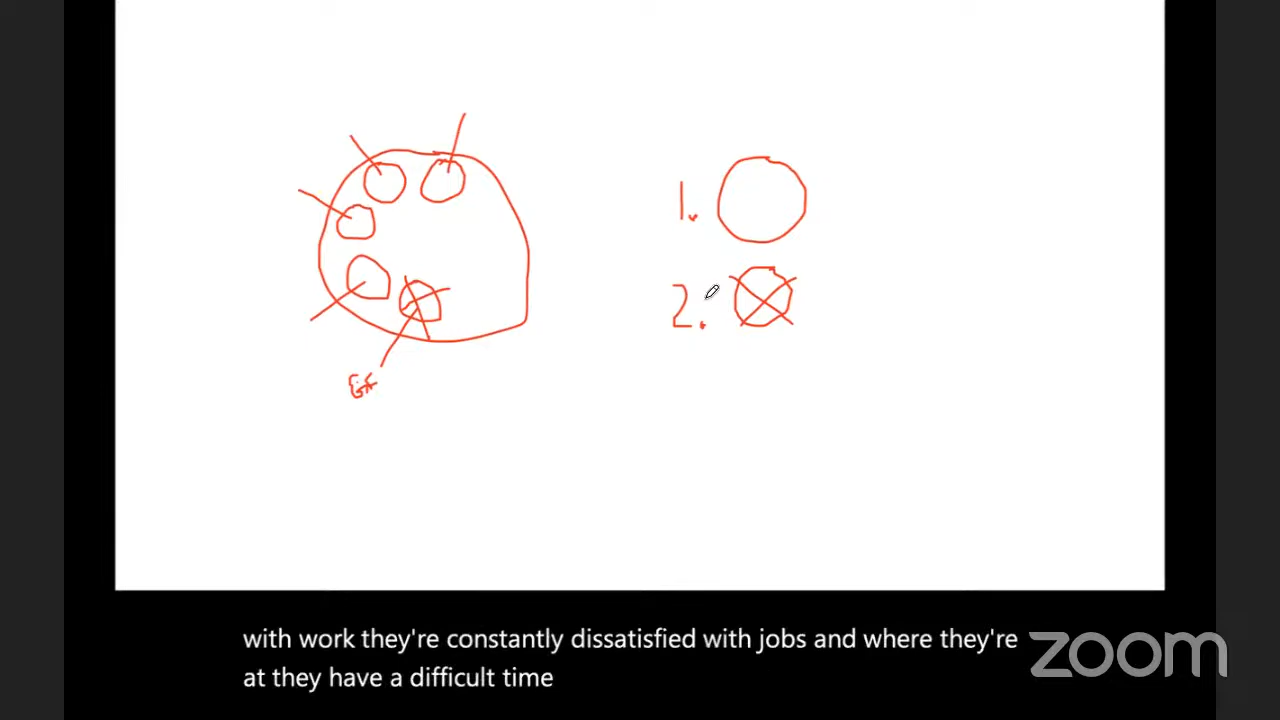 1.
2.
with work they're constantly dissatisfied with jobs and where they're
at they have a difficult time
zoom